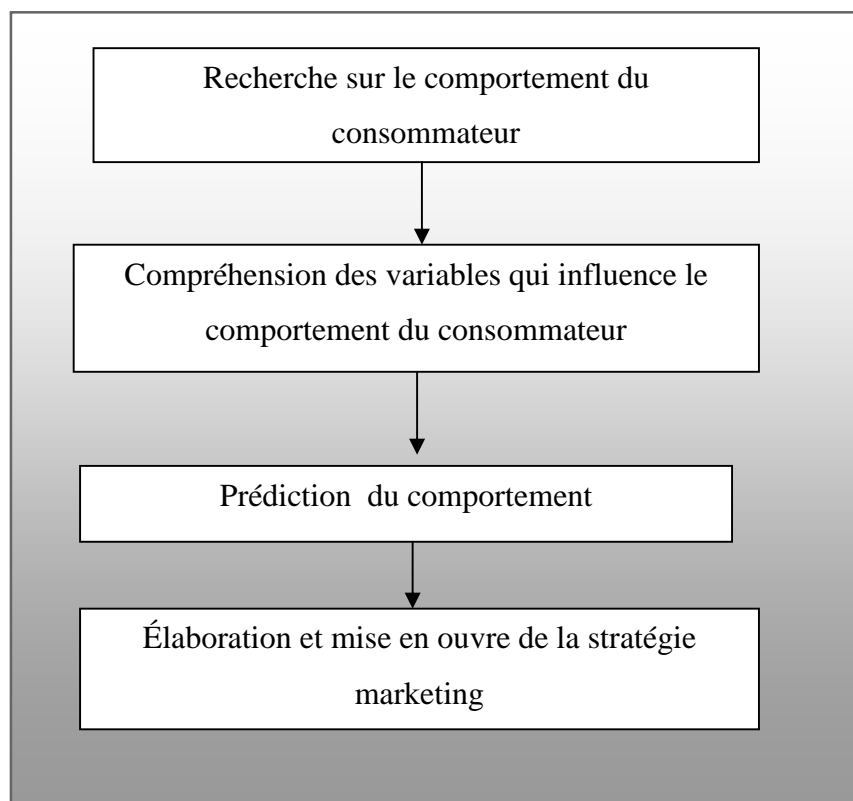 Recherche sur le comportement du
consommateur
Compréhension des variables qui influence le
comportement du consommateur
Prédiction  du comportement
Élaboration et mise en ouvre de la stratégie
marketing